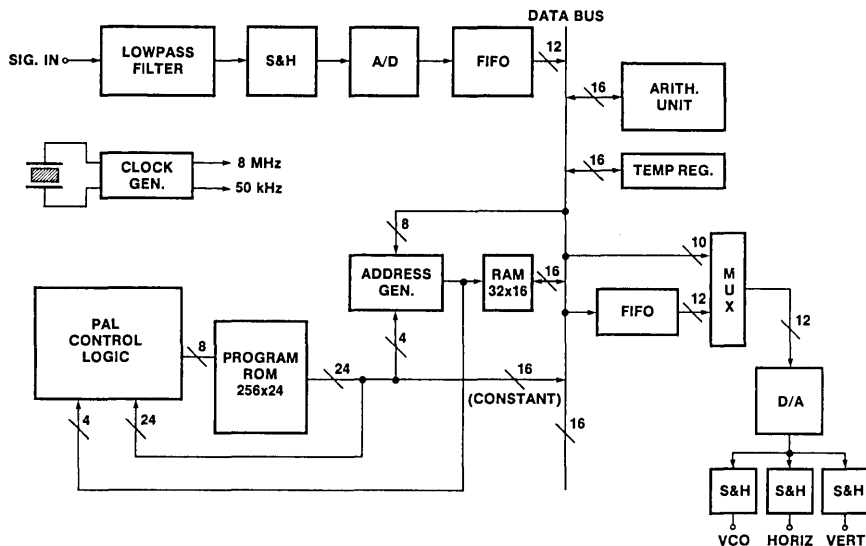 DATA BUS
SIG. IN
LOWPASS
FILTER
S&H
A/D
FIFO
12
16
ARITH.
UNIT
CLOCK
GEN.
8 MHz
50 kHz
16
TEMP REG.
8
ADDRESS
GEN.
RAM
32x16
16
10
MUX
FIFO
12
12
PAL
CONTROL
LOGIC
8
PROGRAM
ROM
256x24
24
4
16
(CONSTANT)
4
24
16
D/A
S&H
S&H
S&H
VCO
HORIZ
VERT